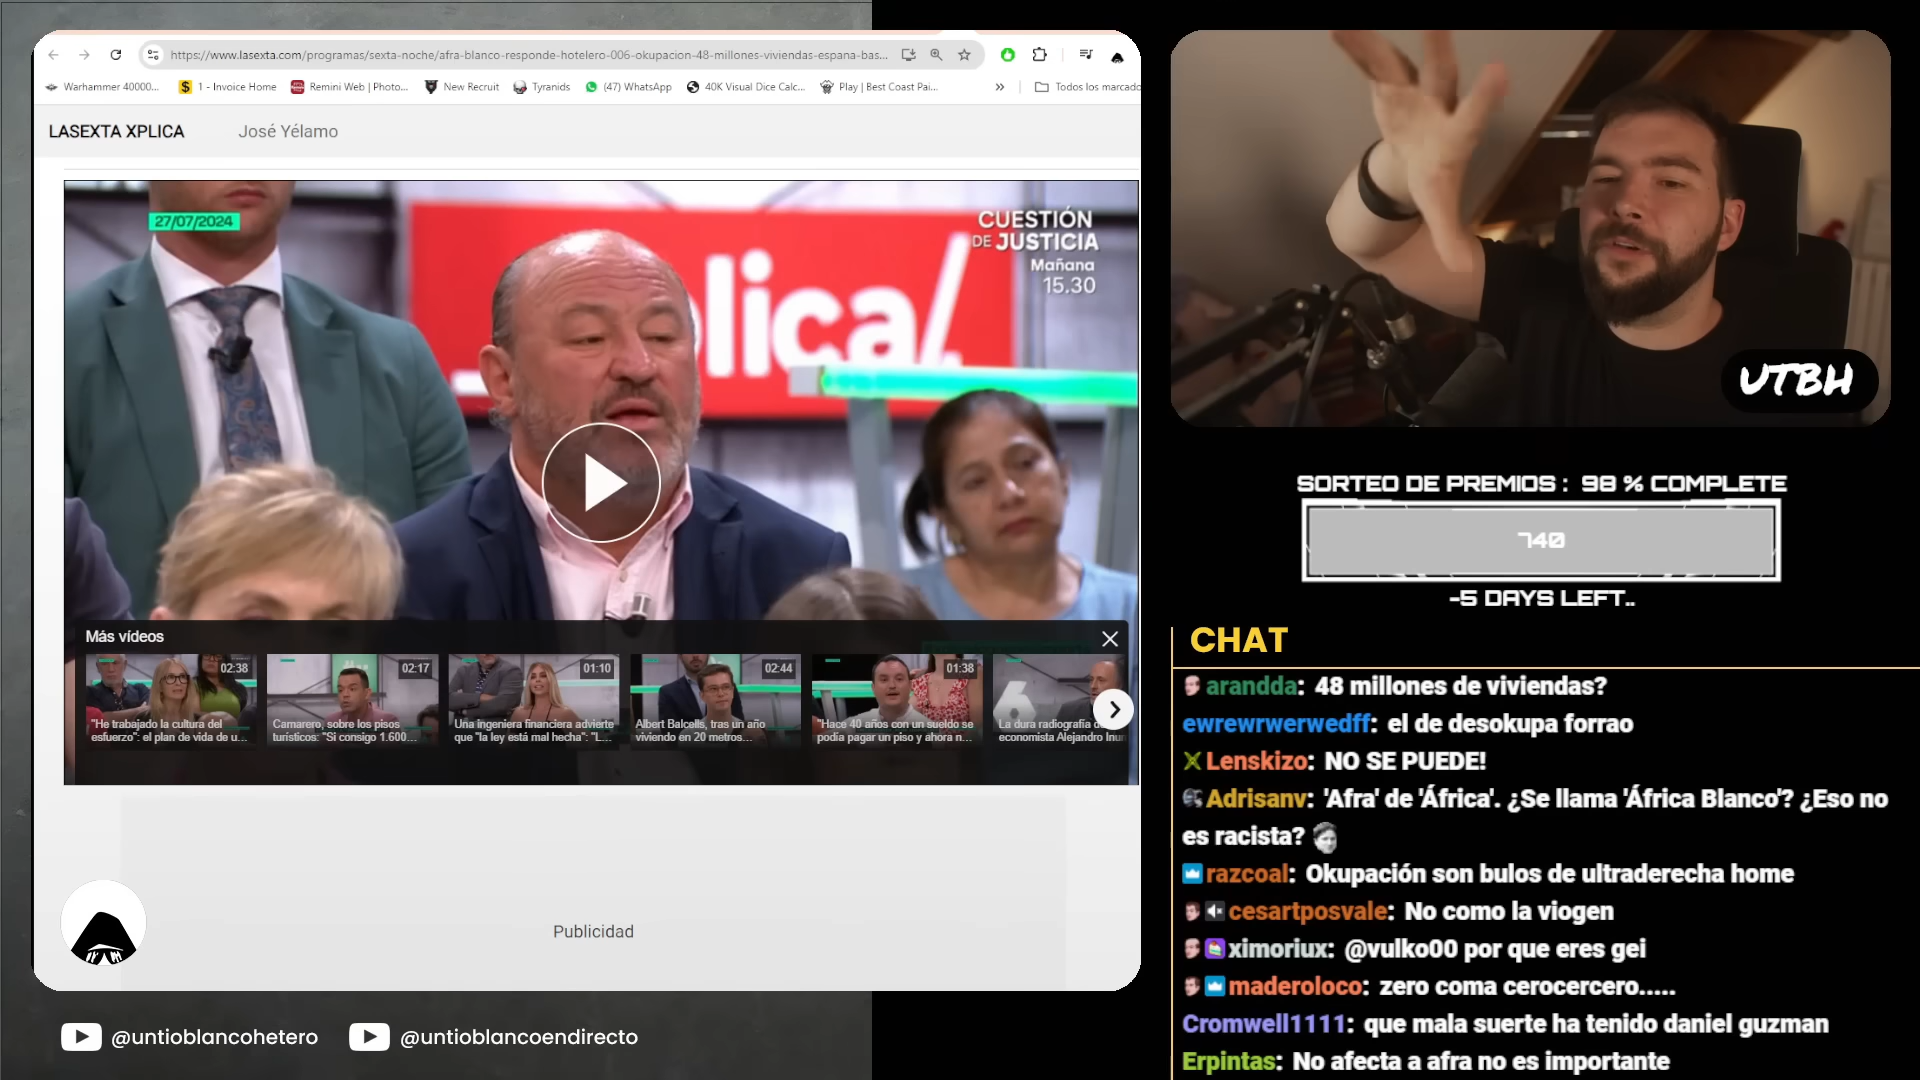 https://www.lasexta.com/programas/sexta-noche/afra-blanco-responde-hotelero-006-okupacion-48-millones-viviendas-espana-bas...
Warhammer 40000...
1 - Invoice Home
Remini Web | Photo...
New Recruit
Tyranids
(47) WhatsApp
40K Visual Dice Calc...
Play | Best Coast Pai...
Todos los marcado
LASEXTA XPLICA
José Yélamo
27/07/2024
plica/
CUESTIÓN
DE JUSTICIA
Mañana
15.30
Más vídeos
02:38
02:17
01:10
02:44
01:38
"He trabajado la cultura del
esfuerzo": el plan de vida de u...
Camarero, sobre los pisos
turísticos: "Si consigo 1.600...
Una ingeniera financiera advierte
que "la ley está mal hecha": "L...
Albert Balcells, tras un año
viviendo en 20 metros...
"Hace 40 años con un sueldo se
podía pagar un piso y ahora n...
La dura radiografía d
economista Alejandro Inur
Publicidad
@untioblancohetero
@untioblancoendirecto
UTBH
SORTEO DE PREMIOS : 98 % COMPLETE
740
-5 DAYS LEFT..
CHAT
arandda: 48 millones de viviendas?
ewrewrwerwedff: el de desokupa forrao
Lenskizo: NO SE PUEDE!
Adrisanv: 'Afra' de 'África'. ¿Se llama 'África Blanco'? ¿Eso no
es racista?
razcoal: Okupación son bulos de ultraderecha home
cesartposvale: No como la viogen
ximoriux: @vulko00 por que eres gei
maderoloco: zero coma cerocercero.....
Cromwell1111: que mala suerte ha tenido daniel guzman
Erpintas: No afecta a afra no es importante